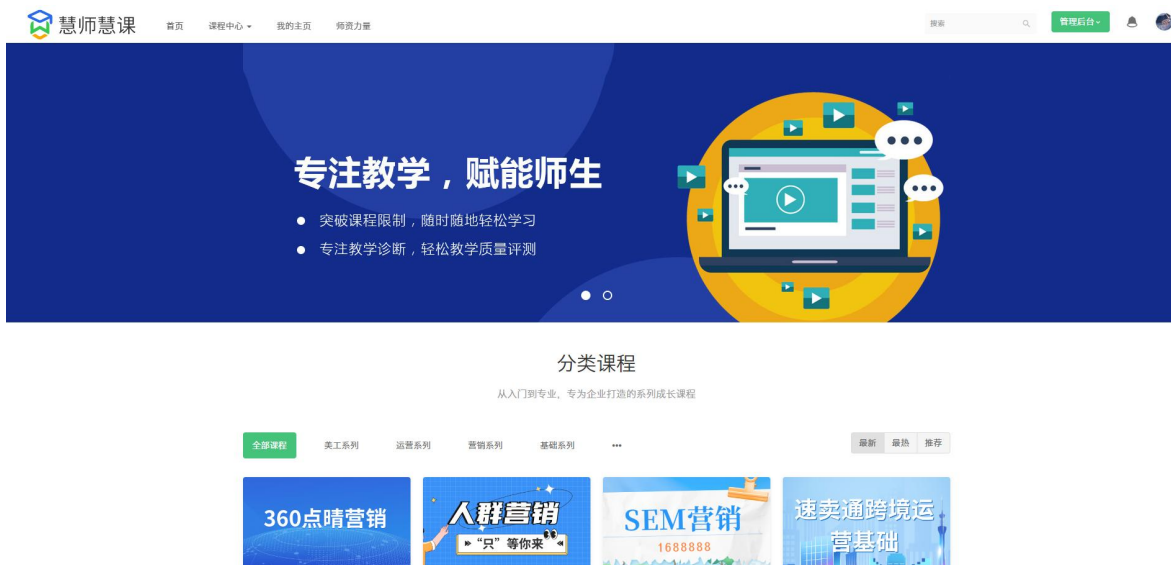 慧师慧课
首页 课程中心 我的主页 师资力量 搜索 管理后台
专注教学，赋能师生
突破课程限制，随时随地轻松学习
专注教学诊断，轻松教学质量评测
分类课程
从入门到专业，专为企业打造的系列成长课程
全部课程 美工系列 运营系列 营销系列 基础系列 ••• 最新 最热 推荐
360点晴营销
人群营销
“只”等你来
SEM营销
1688888
速卖通跨境运
营基础